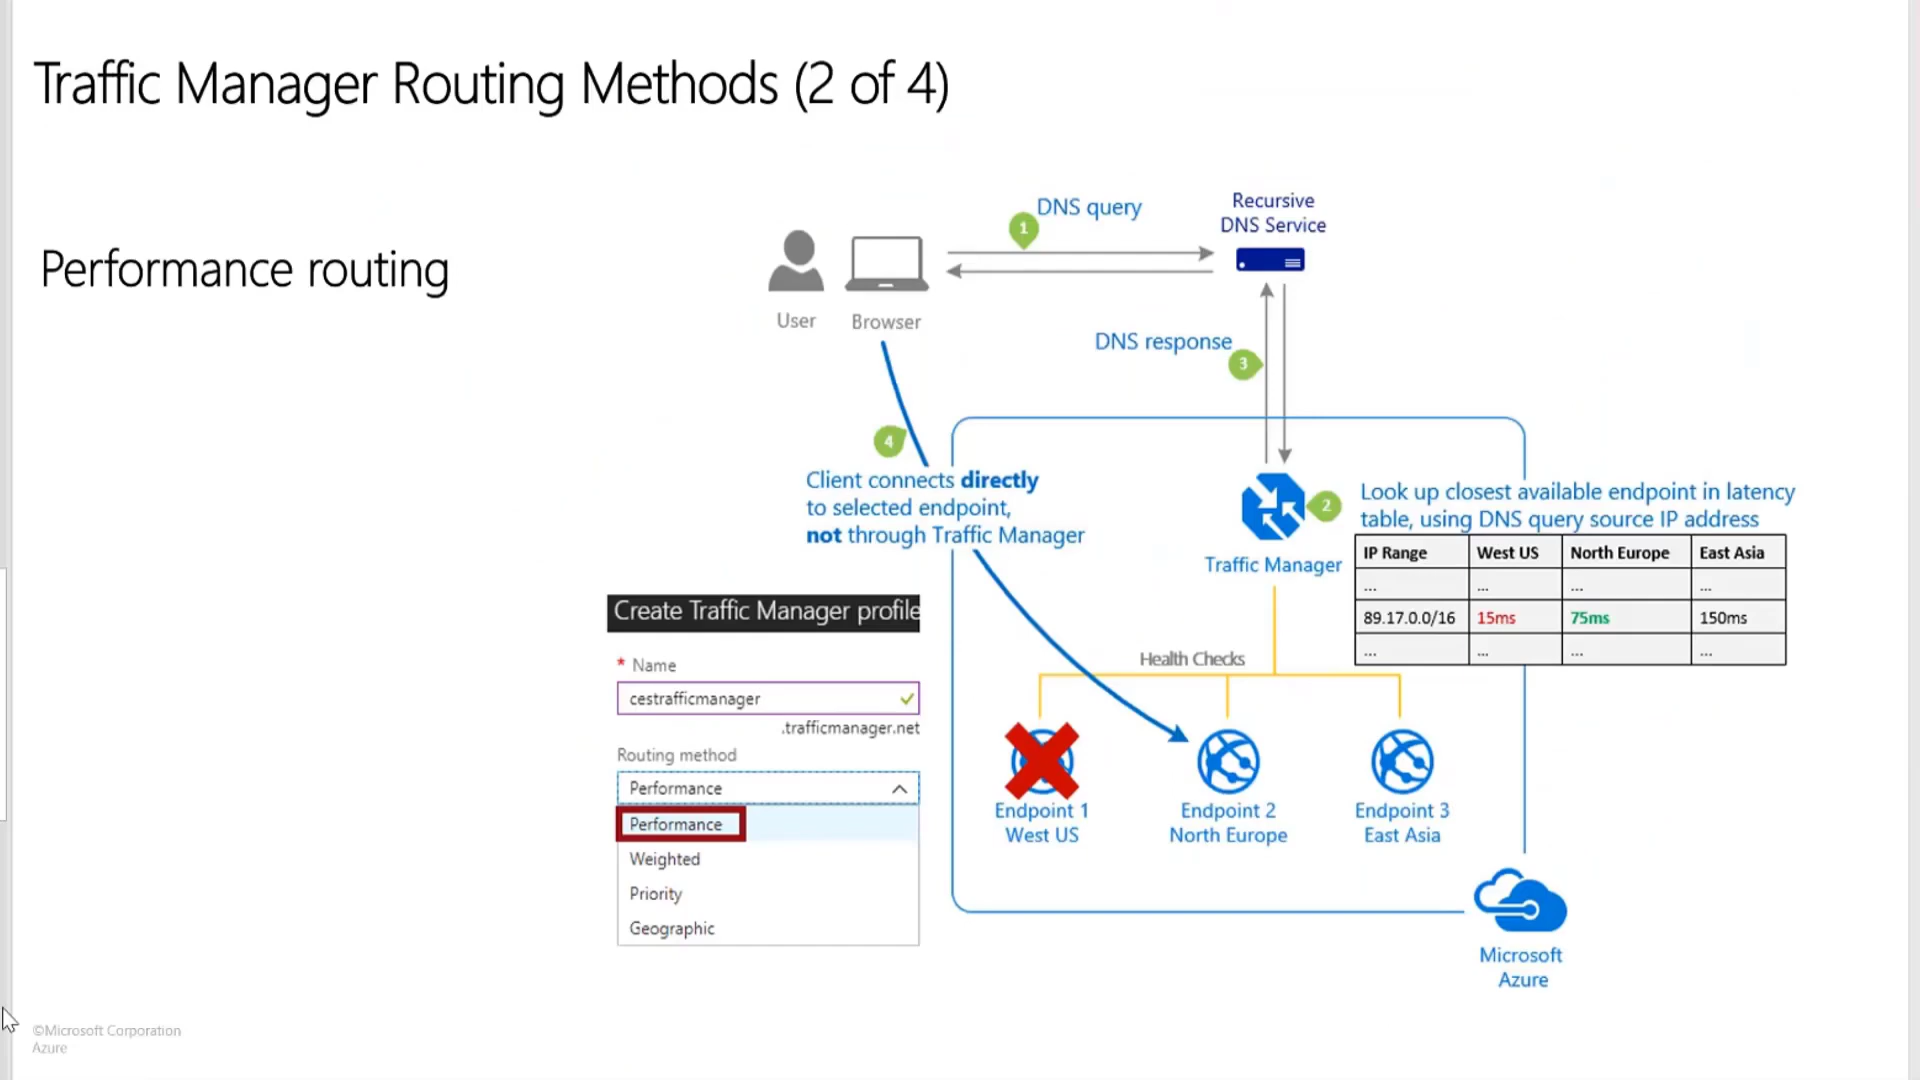 Traffic Manager Routing Methods (2 of 4)
Performance routing
DNS query
1
Recursive
DNS Service
User
Browser
DNS response
3
4
Client connects directly
to selected endpoint,
not through Traffic Manager
2
Traffic Manager
Look up closest available endpoint in latency
table, using DNS query source IP address
IP Range West US North Europe East Asia
... ... ... ...
89.17.0.0/16 15ms 75ms 150ms
... ... ... ...
Health Checks
Endpoint 1
West US
Endpoint 2
North Europe
Endpoint 3
East Asia
Microsoft
Azure
Create Traffic Manager profile
* Name
cestrafficmanager
.trafficmanager.net
Routing method
Performance
Performance
Weighted
Priority
Geographic
©Microsoft Corporation
Azure